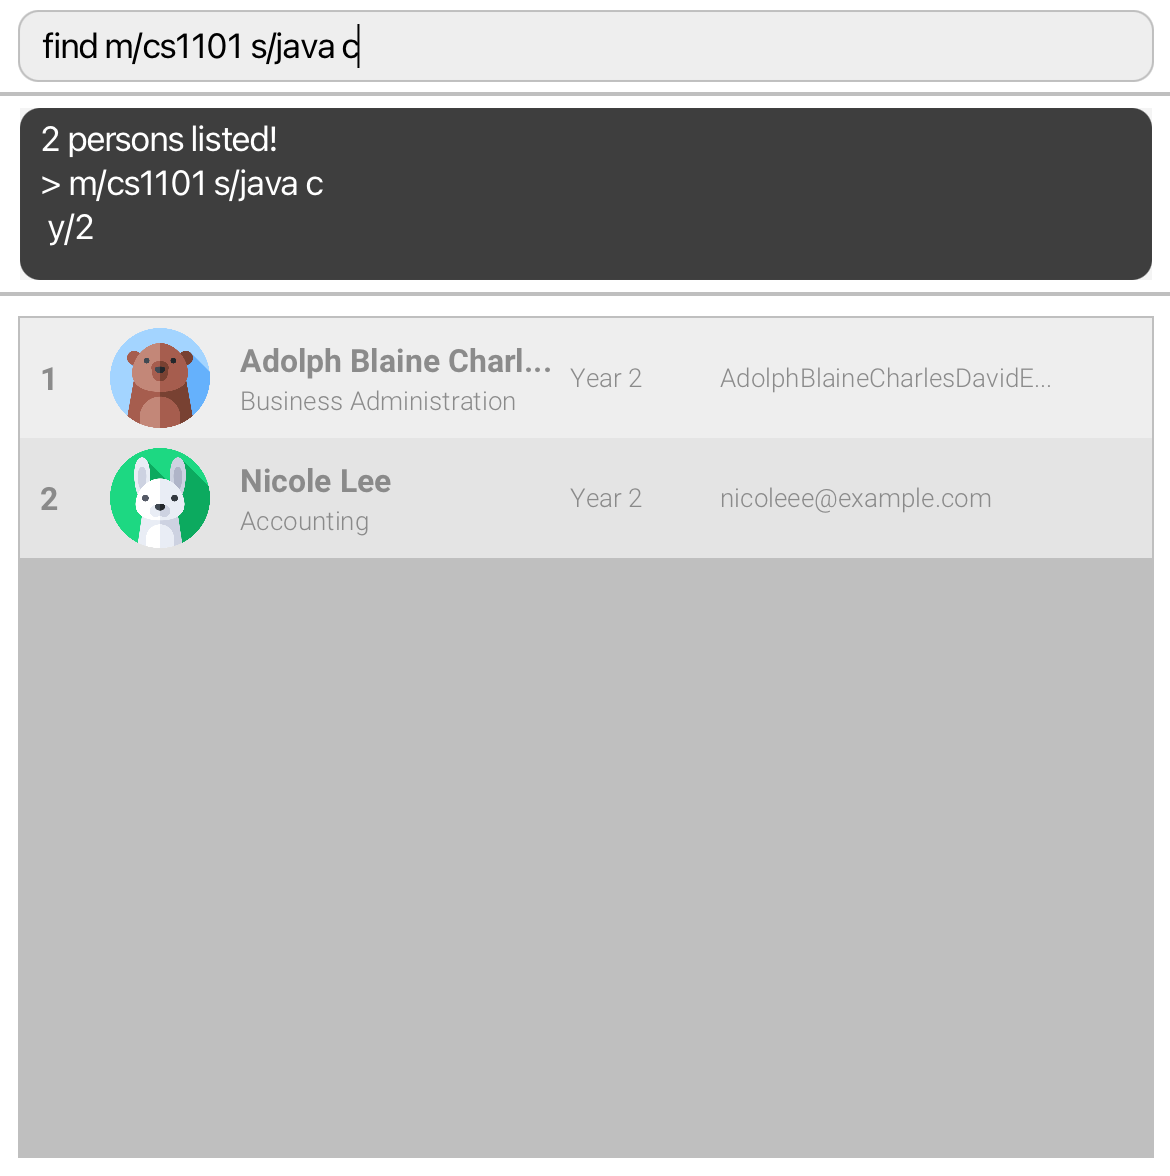 find m/cs1101 s/java c
2 persons listed!
> m/cs1101 s/java c
y/2
1
Adolph Blaine Charl...
Business Administration
Year 2
AdolphBlaineCharlesDavidE...
2
Nicole Lee
Accounting
Year 2
nicoleee@example.com